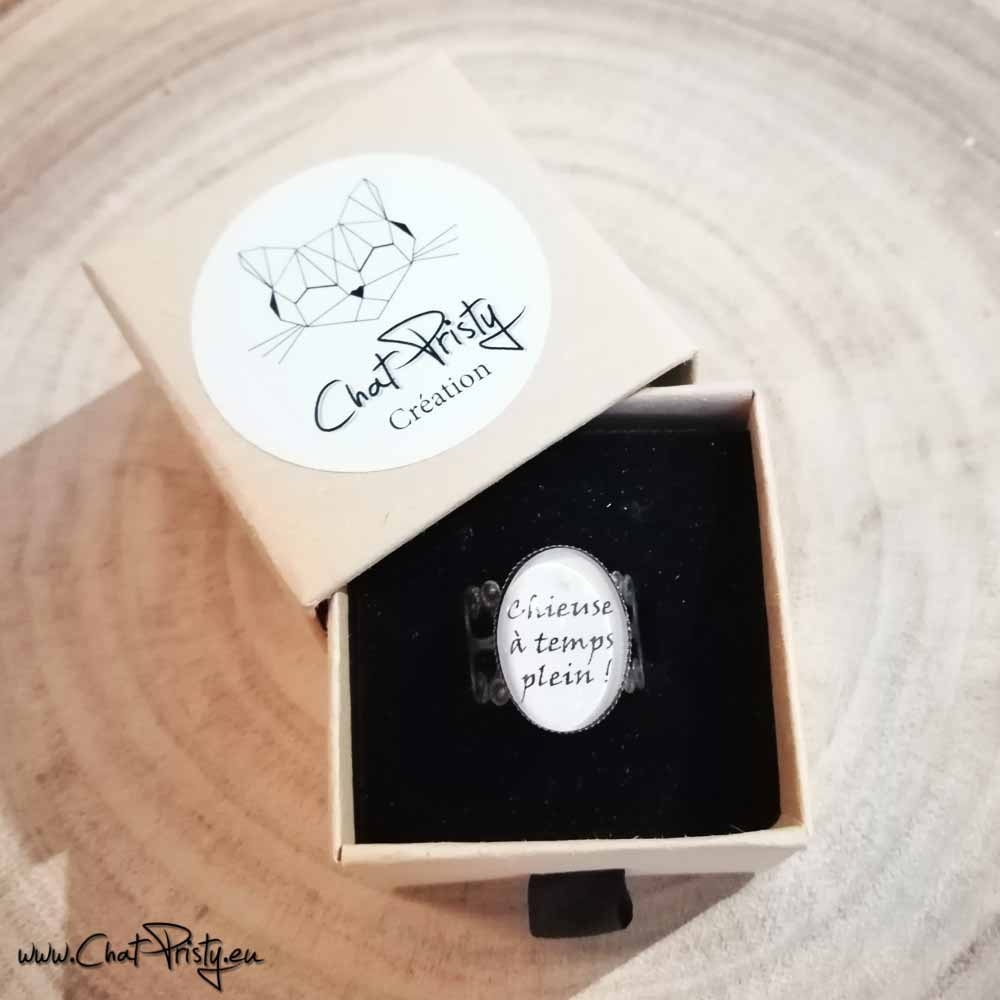 Chat Pristy
Création
Chieuse
à temps
plein !
www.ChatPristy.eu